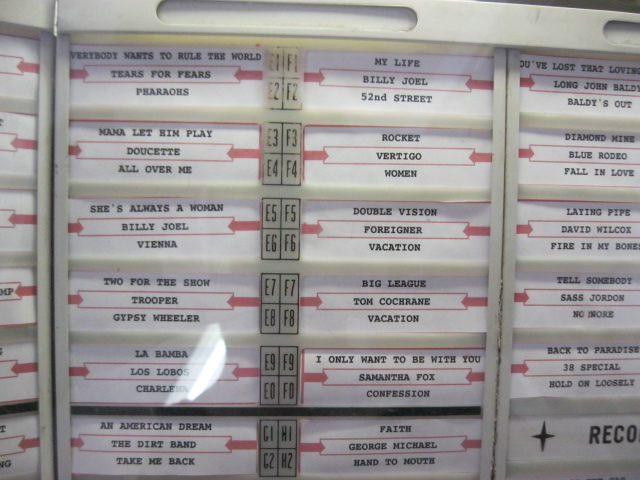 VERYBODY WANTS TO RULE THE WORLD
TEARS FOR FEARS
PHARAOHS
E1 F1
E2 F2
MY LIFE
BILLY JOEL
52nd STREET
MAMA LET HIM PLAY
DOUCETTE
ALL OVER ME
E3 F3
E4 F4
ROCKET
VERTIGO
WOMEN
SHE'S ALWAYS A WOMAN
BILLY JOEL
VIENNA
E5 F5
E6 F6
DOUBLE VISION
FOREIGNER
VACATION
TWO FOR THE SHOW
TROOPER
GYPSY WHEELER
E7 F7
E8 F8
BIG LEAGUE
TOM COCHRANE
VACATION
LA BAMBA
LOS LOBOS
CHARLENA
E9 F9
E0 F0
I ONLY WANT TO BE WITH YOU
SAMANTHA FOX
CONFESSION
AN AMERICAN DREAM
THE DIRT BAND
TAKE ME BACK
G1 H1
G2 H2
FAITH
GEORGE MICHAEL
HAND TO MOUTH
OU'VE LOST THAT LOVIN
LONG JOHN BALD
BALDY'S OUT
DIAMOND MINE
BLUE RODEO
FALL IN LOVE
LAYING PIPE
DAVID WILCOX
FIRE IN MY BONES
TELL SOMEBODY
SASS JORDON
NO MORE
BACK TO PARADISE
38 SPECIAL
HOLD ON LOOSELY
RECO